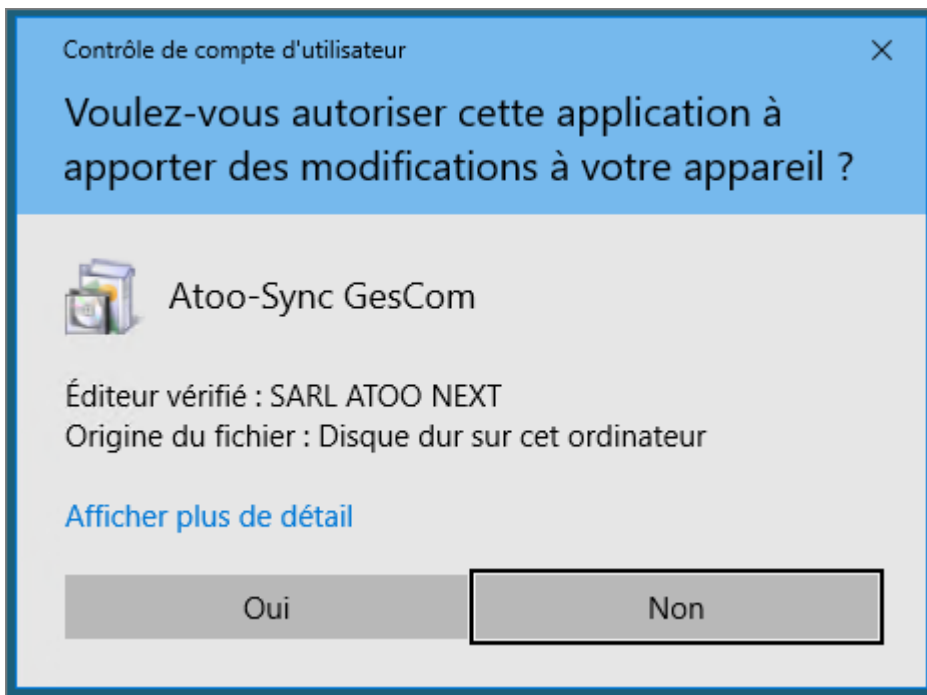 Contrôle de compte d'utilisateur
Voulez-vous autoriser cette application à
apporter des modifications à votre appareil ?
Atoo-Sync GesCom
Éditeur vérifié : SARL ATOO NEXT
Origine du fichier : Disque dur sur cet ordinateur
Afficher plus de détail
Oui Non